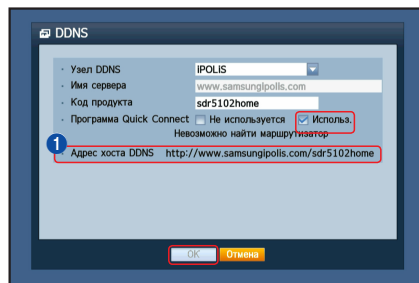 DDNS
- Узел DDNS iPOLiS
- Имя сервера www.samsungipolis.com
- Код продукта sdr5102home
- Программа Quick Connect Не используется Использ.
Невозможно найти маршрутизатор
1
- Адрес хоста DDNS http://www.samsungipolis.com/sdr5102home
OK Отмена